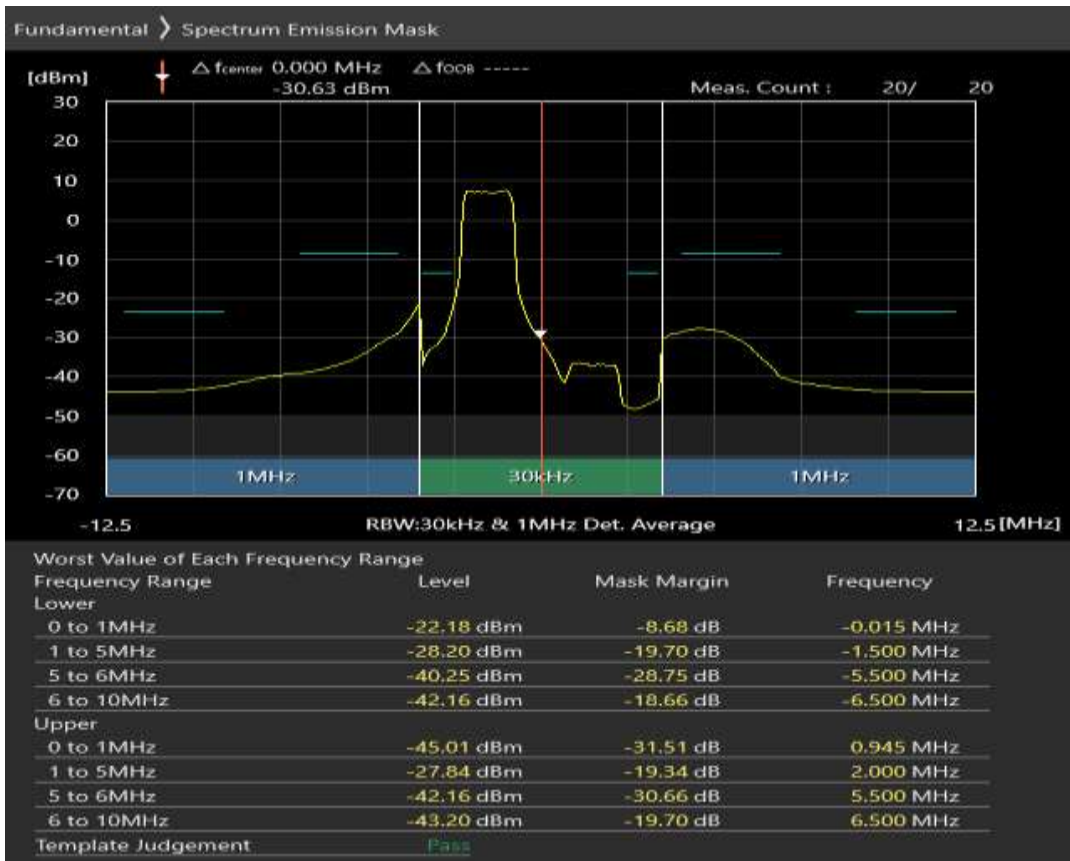 Fundamental 〉 Spectrum Emission Mask
△ fcenter 0.000 MHz △ fOOB -----
[dBm] -30.63 dBm Meas. Count : 20/ 20
30
20
10
0
-10
-20
-30
-40
-50
-60
1MHz 30kHz 1MHz
-70
-12.5 RBW:30kHz & 1MHz Det. Average 12.5 [MHz]
Worst Value of Each Frequency Range
Frequency Range Level Mask Margin Frequency
Lower
0 to 1MHz -22.18 dBm -8.68 dB -0.015 MHz
1 to 5MHz -28.20 dBm -19.70 dB -1.500 MHz
5 to 6MHz -40.25 dBm -28.75 dB -5.500 MHz
6 to 10MHz -42.16 dBm -18.66 dB -6.500 MHz
Upper
0 to 1MHz -45.01 dBm -31.51 dB 0.945 MHz
1 to 5MHz -27.84 dBm -19.34 dB 2.000 MHz
5 to 6MHz -42.16 dBm -30.66 dB 5.500 MHz
6 to 10MHz -43.20 dBm -19.70 dB 6.500 MHz
Template Judgement Pass